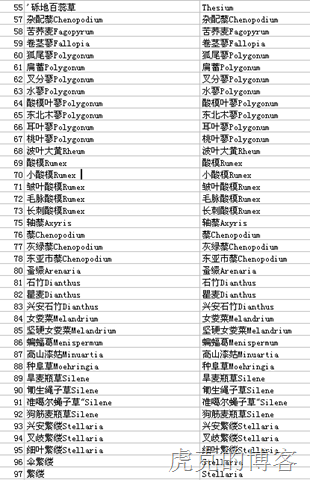 55 '砾地百蕊草 Thesium
57 杂配藜Chenopodium 杂配藜Chenopodium
58 苦荞麦Fagopyrum 苦荞麦Fagopyrum
59 卷茎蓼Fallopia 卷茎蓼Fallopia
60 狐尾蓼Polygonum 狐尾蓼Polygonum
61 扁蓄Polygonum 扁蓄Polygonum
62 叉分蓼Polygonum 叉分蓼Polygonum
63 水蓼Polygonum 水蓼Polygonum
64 酸模叶蓼Polygonum 酸模叶蓼Polygonum
65 东北木蓼Polygonum 东北木蓼Polygonum
66 耳叶蓼Polygonum 耳叶蓼Polygonum
67 桃叶蓼Polygonum 桃叶蓼Polygonum
68 波叶大黄Rheum 波叶大黄Rheum
69 酸模Rumex 酸模Rumex
70 小酸模Rumex 小酸模Rumex
71 皱叶酸模Rumex 皱叶酸模Rumex
72 毛脉酸模Rumex 毛脉酸模Rumex
73 长刺酸模Rumex 长刺酸模Rumex
75 轴藜Axyris 轴藜Axyris
76 藜Chenopodium 藜Chenopodium
77 灰绿藜Chenopodium 灰绿藜Chenopodium
78 东亚市藜Chenopodium 东亚市藜Chenopodium
80 蚤缀Arenaria 蚤缀Arenaria
81 石竹Dianthus 石竹Dianthus
82 瞿麦Dianthus 瞿麦Dianthus
83 兴安石竹Dianthus 兴安石竹Dianthus
84 女娄菜Melandrium 女娄菜Melandrium
85 坚硬女娄菜Melandrium 坚硬女娄菜Melandrium
86 蝙蝠葛Menispermum 蝙蝠葛Menispermum
87 高山漆姑Minuartia 高山漆姑Minuartia
88 种阜草Moehringia 种阜草Moehringia
89 旱麦瓶草Silene 旱麦瓶草Silene
90 匍生绳子草Silene 匍生绳子草Silene
91 准噶尔蝇子草"Silene 准噶尔蝇子草"Silene
92 狗筋麦瓶草Silene 狗筋麦瓶草Silene
93 兴安繁缕Stellaria 兴安繁缕Stellaria
94 叉歧繁缕Stellaria 叉歧繁缕Stellaria
95 细叶繁缕Stellaria 细叶繁缕Stellaria
96 伞繁缕 Stellaria
97 繁缕 Stellaria
虎克的博客